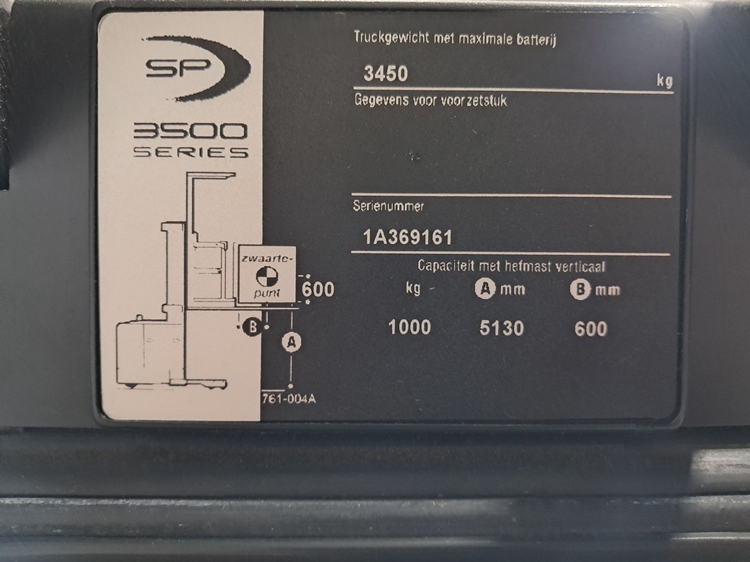 SP
3500
SERIES
zwaarte-
punt
600
B
A
761-004A
Truckgewicht met maximale batterij
3450 kg
Gegevens voor voorzetstuk
Serienummer
1A369161
Capaciteit met hefmast verticaal
kg A mm B mm
1000 5130 600